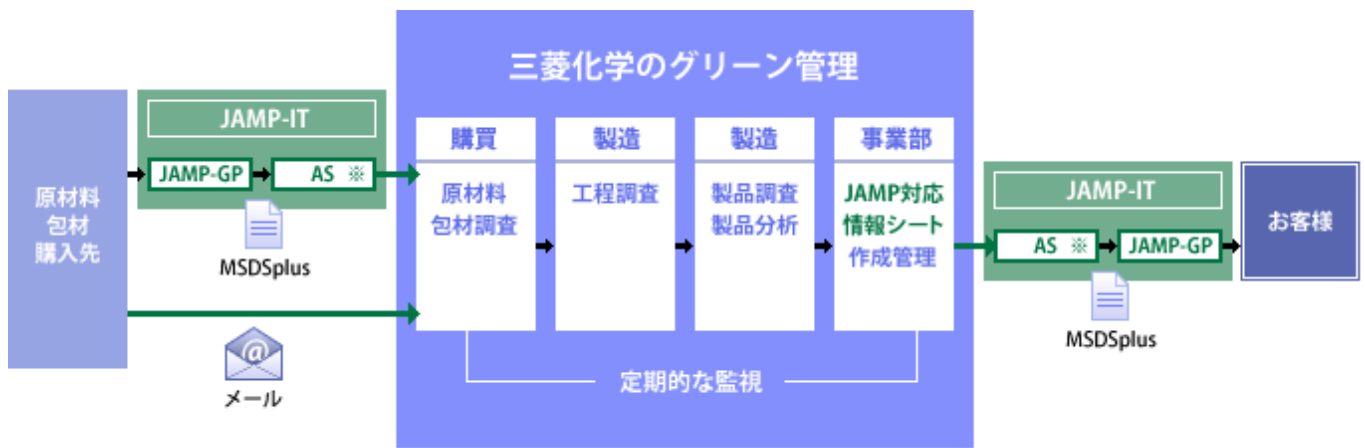 三菱化学のグリーン管理
原材料
包材
購入先
JAMP-IT
JAMP-GP
AS ※
MSDSplus
@
メール
購買
原材料
包材調査
製造
工程調査
製造
製品調査
製品分析
事業部
JAMP対応
情報シート
作成管理
定期的な監視
JAMP-IT
AS ※
JAMP-GP
MSDSplus
お客様